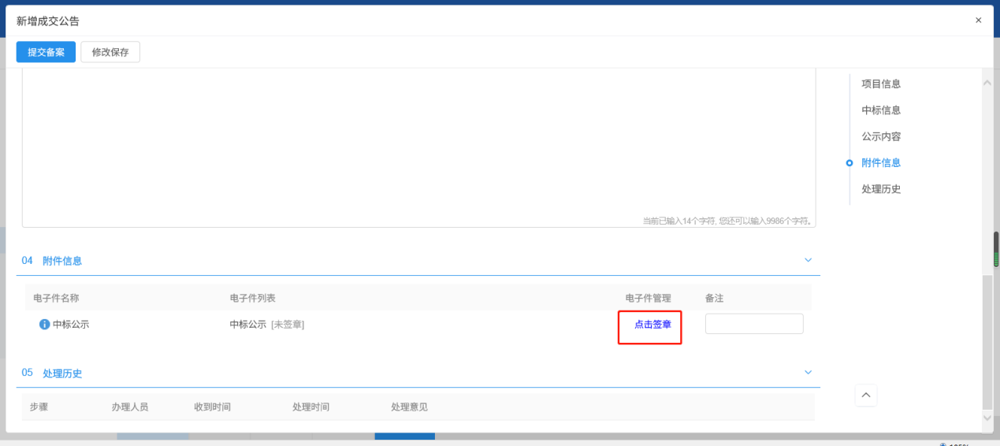 新增成交公告
×
提交备案 修改保存
项目信息
中标信息
公示内容
附件信息
处理历史
当前已输入14个字符, 您还可以输入9986个字符。
04 附件信息
电子件名称 电子件列表 电子件管理 备注
中标公示 中标公示 [未签章] 点击签章
05 处理历史
步骤 办理人员 收到时间 处理时间 处理意见